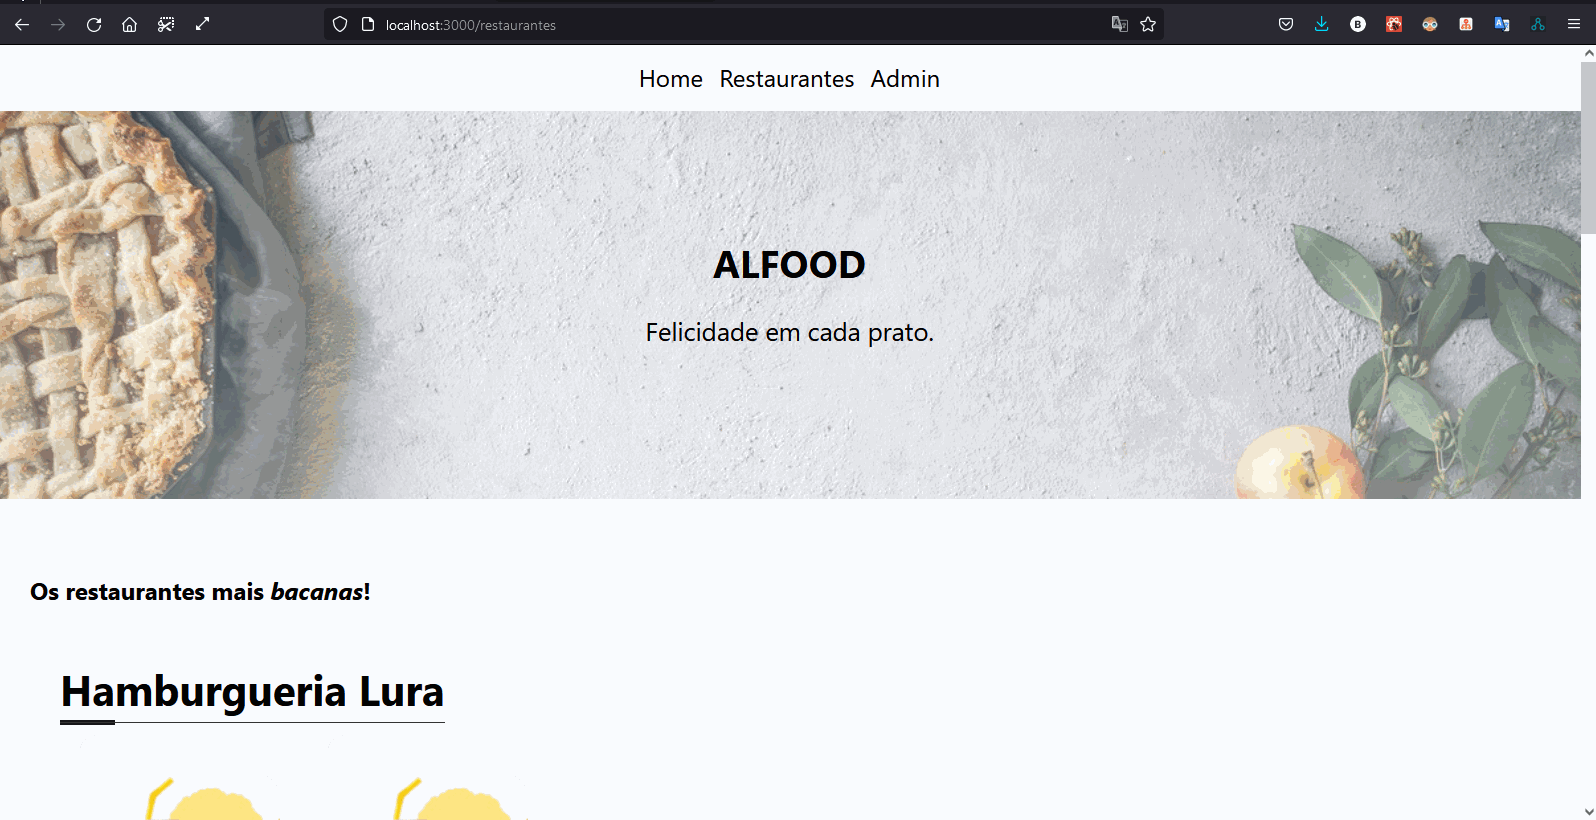 localhost:3000/restaurantes
Home Restaurantes Admin
ALFOOD
Felicidade em cada prato.
Os restaurantes mais bacanas!
Hamburgueria Lura